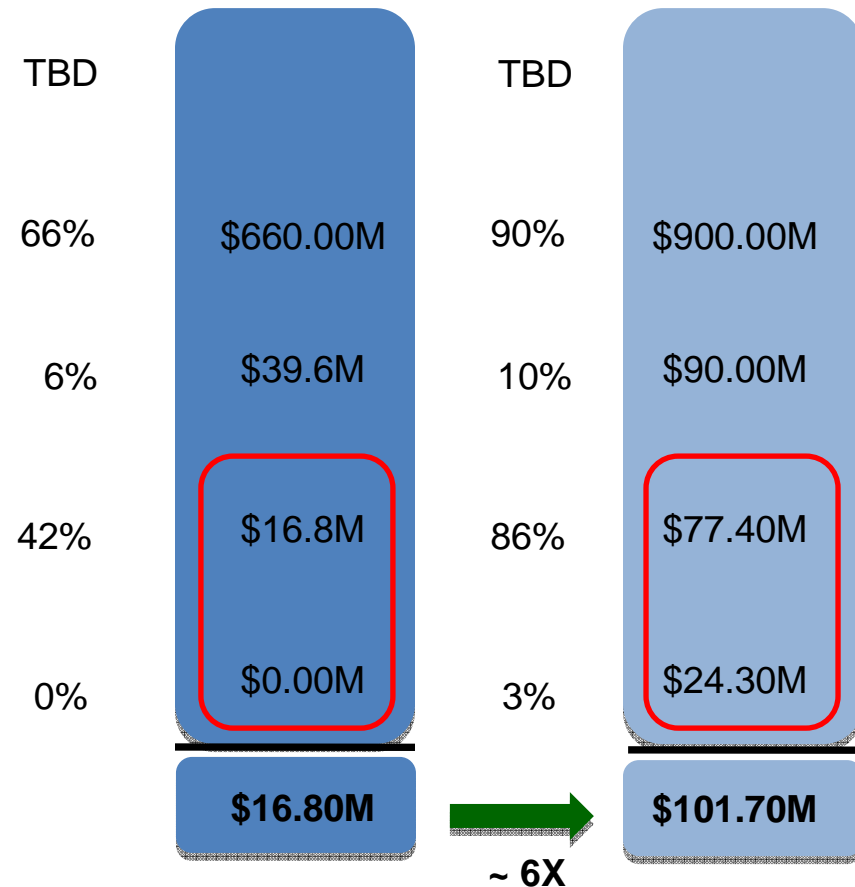 TBD TBD
66% $660.00M 90% $900.00M
6% $39.6M 10% $90.00M
42% $16.8M 86% $77.40M
0% $0.00M 3% $24.30M
$16.80M $101.70M
~ 6X